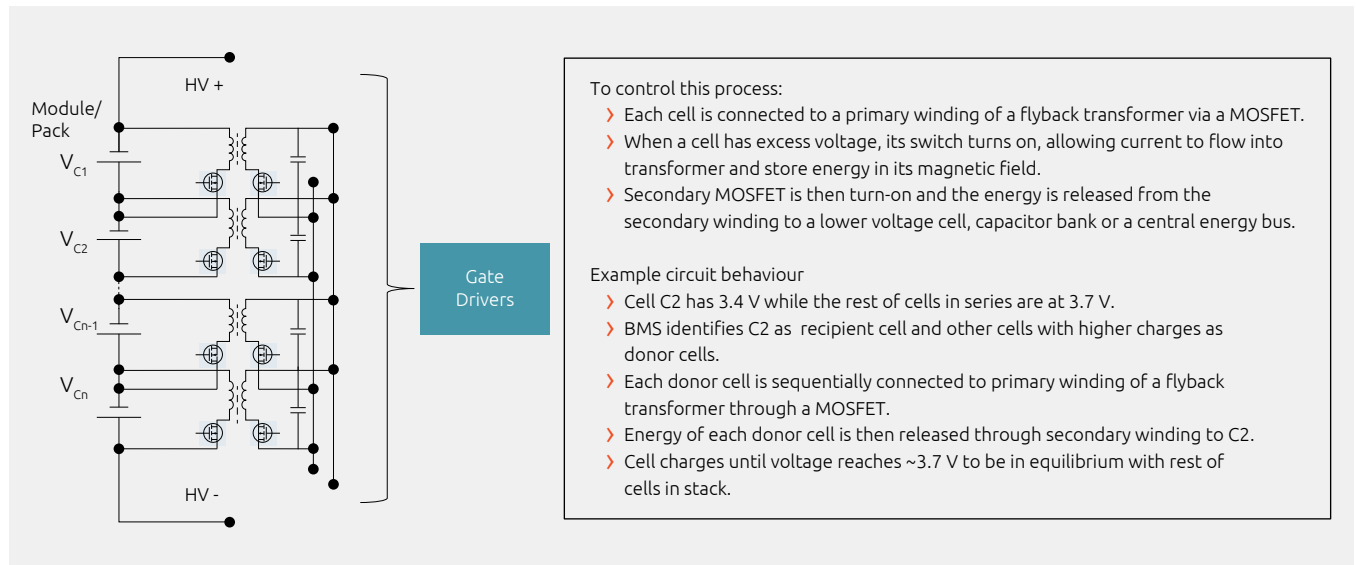 HV +
Module/
Pack
V_C1
V_C2
V_Cn-1
V_Cn
HV -
Gate
Drivers
To control this process:
› Each cell is connected to a primary winding of a flyback transformer via a MOSFET.
› When a cell has excess voltage, its switch turns on, allowing current to flow into
transformer and store energy in its magnetic field.
› Secondary MOSFET is then turn-on and the energy is released from the
secondary winding to a lower voltage cell, capacitor bank or a central energy bus.
Example circuit behaviour
› Cell C2 has 3.4 V while the rest of cells in series are at 3.7 V.
› BMS identifies C2 as recipient cell and other cells with higher charges as
donor cells.
› Each donor cell is sequentially connected to primary winding of a flyback
transformer through a MOSFET.
› Energy of each donor cell is then released through secondary winding to C2.
› Cell charges until voltage reaches ~3.7 V to be in equilibrium with rest of
cells in stack.